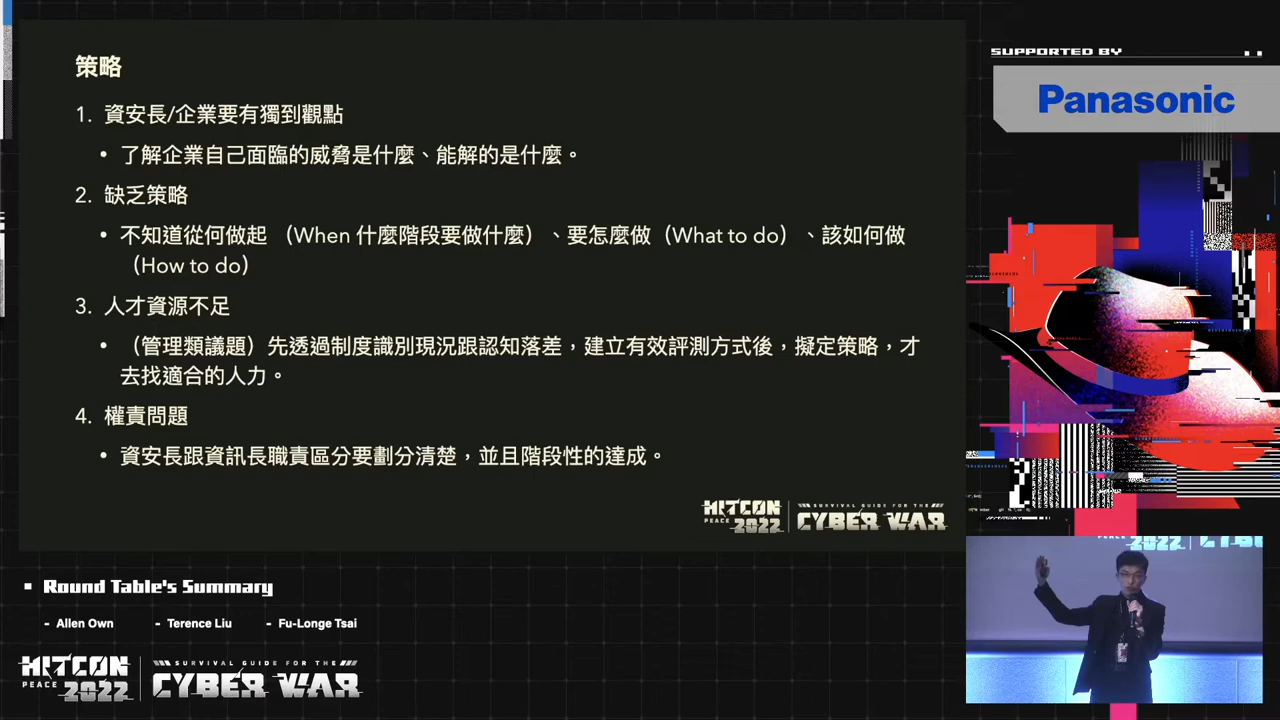 策略
1. 資安長/企業要有獨到觀點
• 了解企業自己面臨的威脅是什麼、能解的是什麼。
2. 缺乏策略
• 不知道從何做起 （When 什麼階段要做什麼）、要怎麼做（What to do）、該如何做
（How to do）
3. 人才資源不足
• （管理類議題）先透過制度識別現況跟認知落差，建立有效評測方式後，擬定策略，才
去找適合的人力。
4. 權責問題
• 資安長跟資訊長職責區分要劃分清楚，並且階段性的達成。
HITCON
PEACE 2022
SURVIVAL GUIDE FOR THE
CYBER WAR
SUPPORTED BY
Panasonic
Round Table's Summary
- Allen Own - Terence Liu - Fu-Longe Tsai
HITCON
PEACE 2022
SURVIVAL GUIDE FOR THE
CYBER WAR